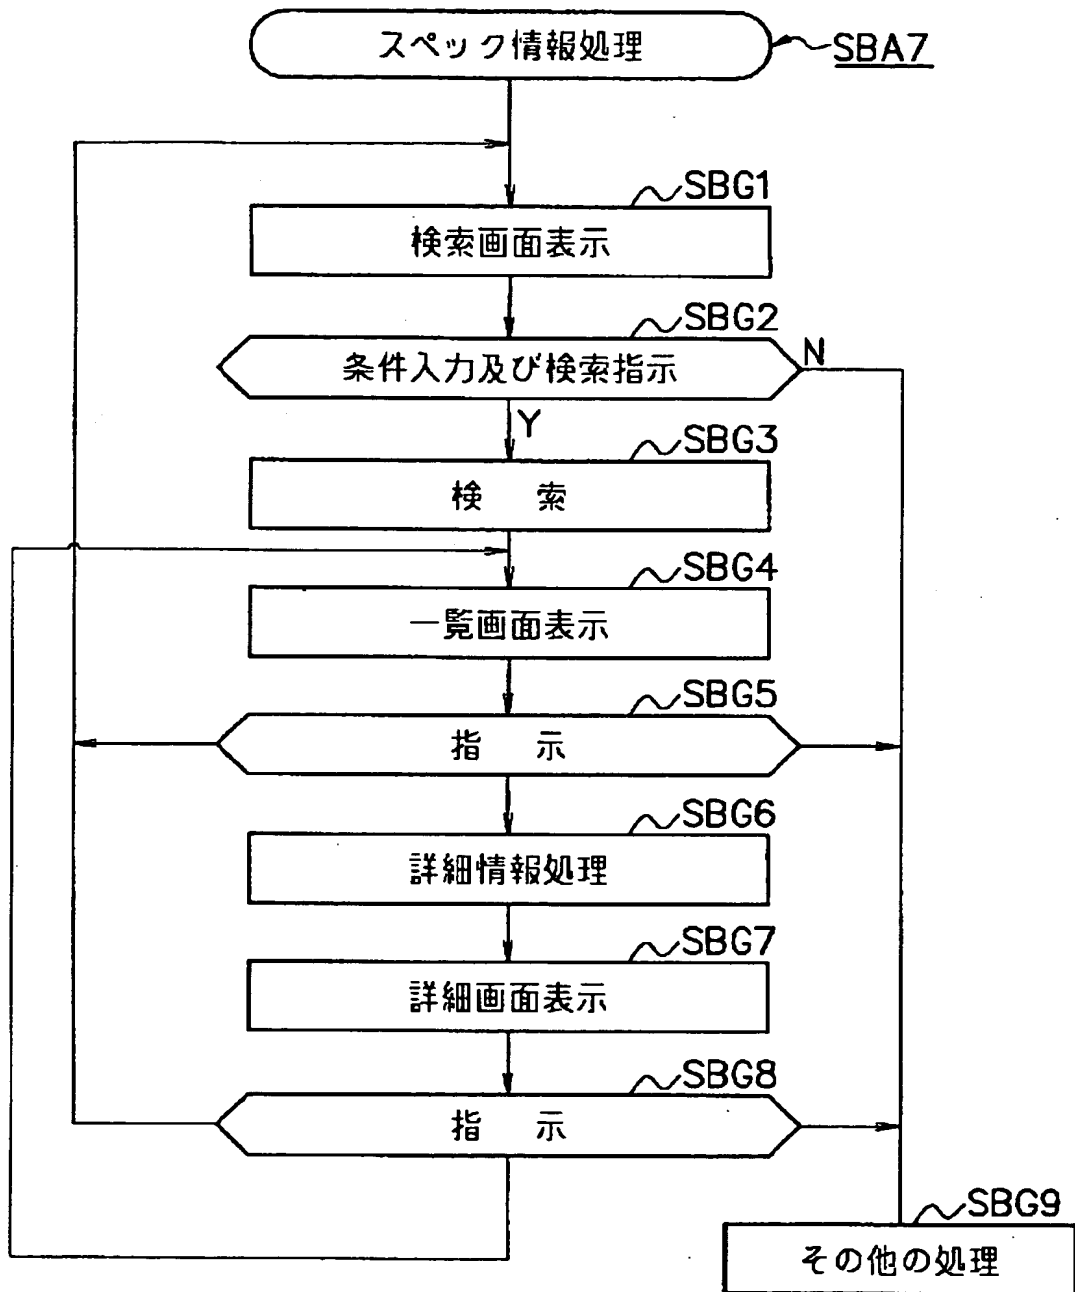 スペック情報処理 SBA7
SBG1
検索画面表示
SBG2
条件入力及び検索指示 N
Y
SBG3
検 索
SBG4
一覧画面表示
SBG5
指 示
SBG6
詳細情報処理
SBG7
詳細画面表示
SBG8
指 示
SBG9
その他の処理